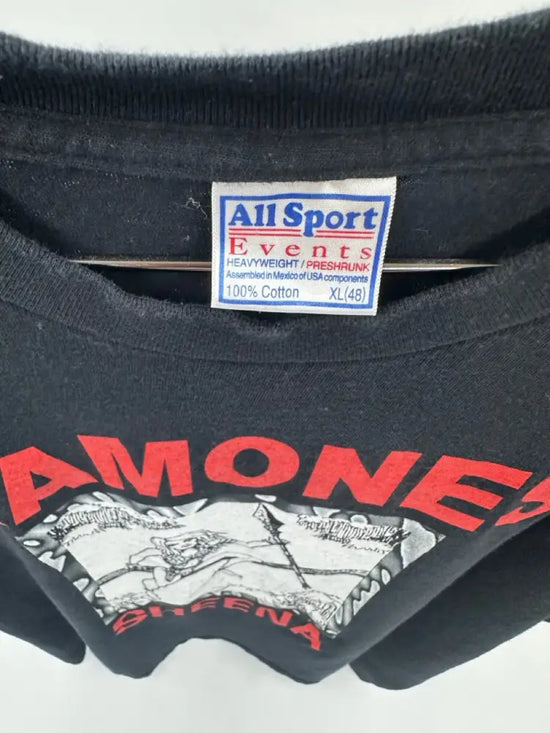 All Sport
Events
HEAVYWEIGHT / PRESHRUNK
Assembled in Mexico of USA components
100% Cotton XL(48)
AMONES
SHEENA